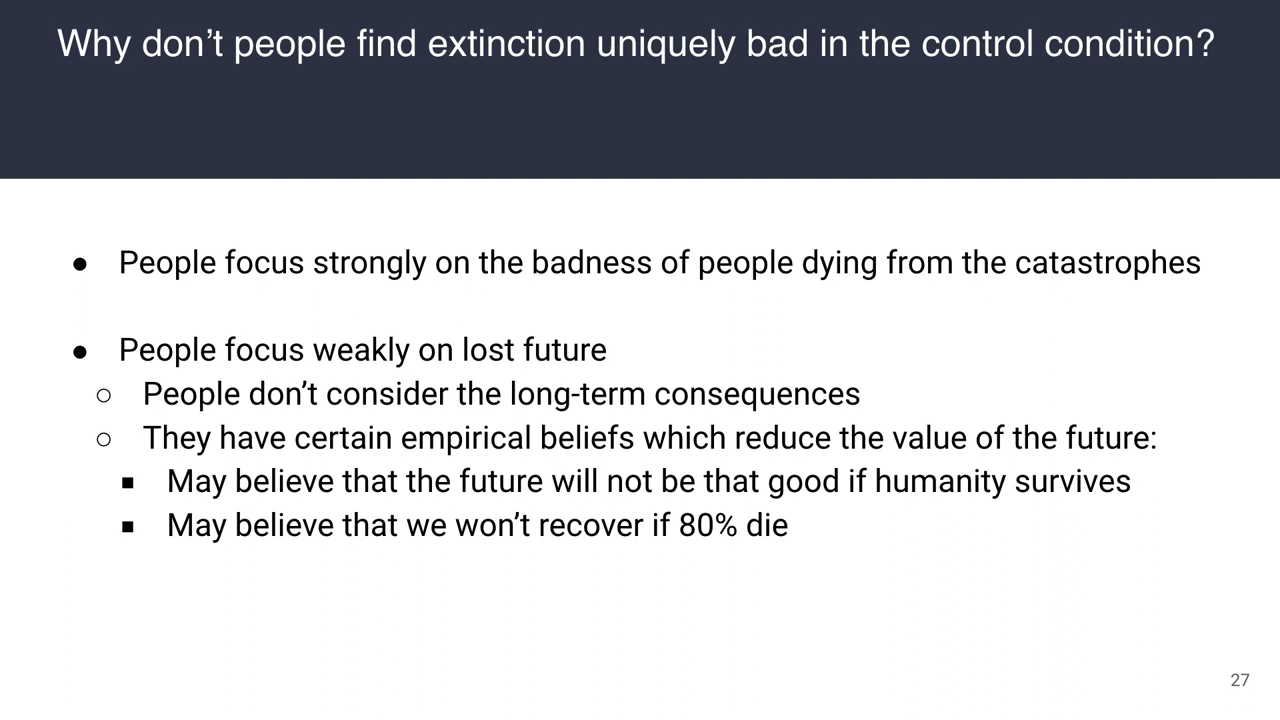 Why don't people find extinction uniquely bad in the control condition?
● People focus strongly on the badness of people dying from the catastrophes
● People focus weakly on lost future
○ People don't consider the long-term consequences
○ They have certain empirical beliefs which reduce the value of the future:
■ May believe that the future will not be that good if humanity survives
■ May believe that we won't recover if 80% die
27